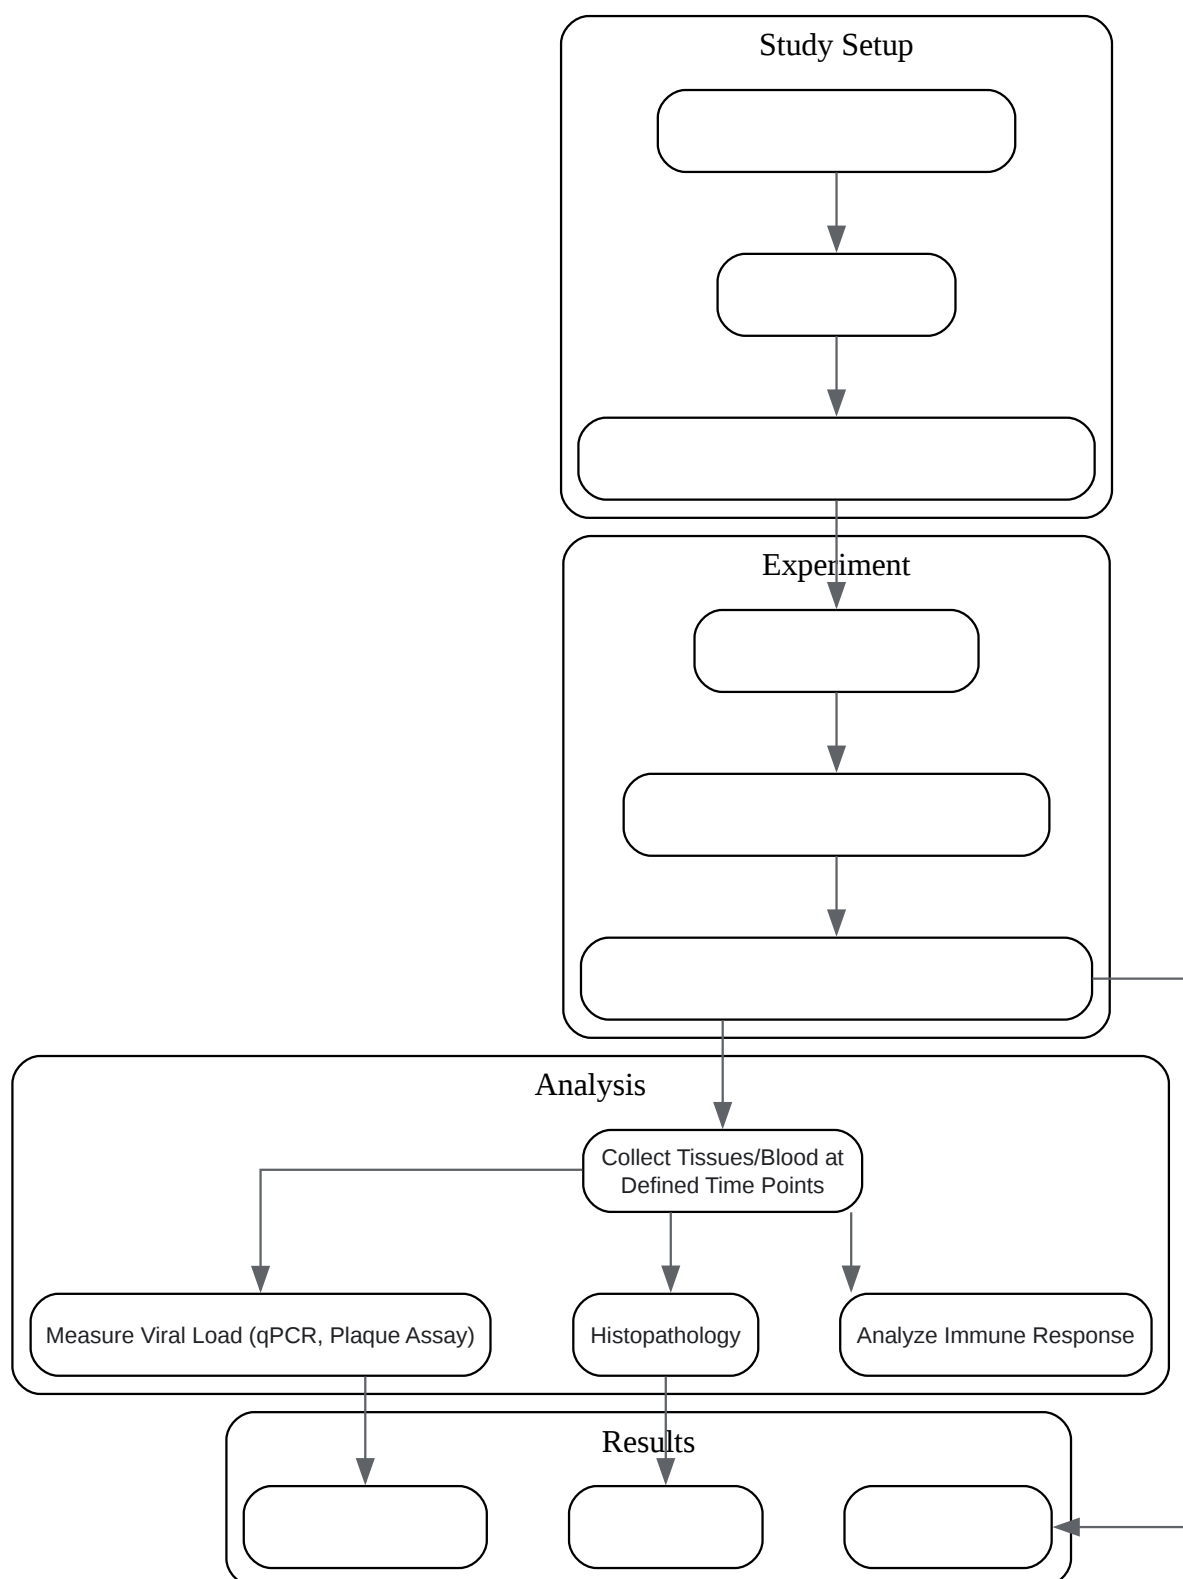 Study Setup
Experiment
Analysis
Collect Tissues/Blood at
Defined Time Points
Measure Viral Load (qPCR, Plaque Assay)
Histopathology
Analyze Immune Response
Results